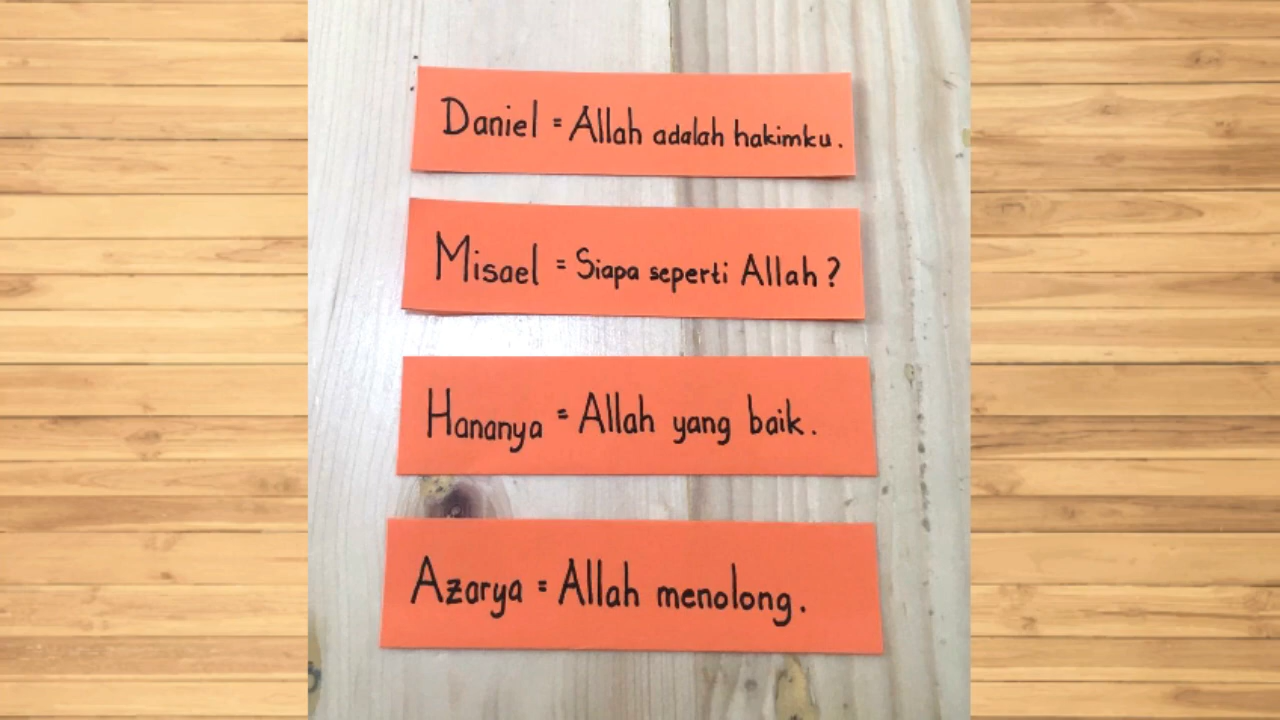 Daniel = Allah adalah hakimku.
Misael = Siapa seperti Allah?
Hananya = Allah yang baik.
Azarya = Allah menolong.